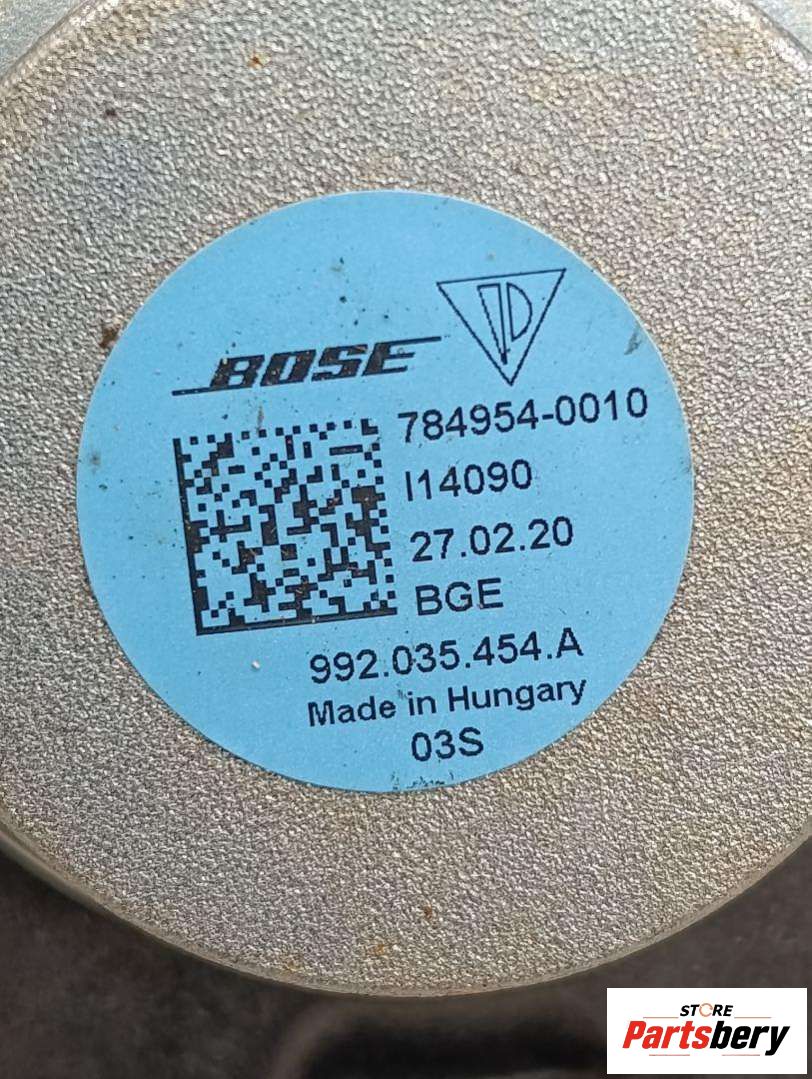 BOSE
784954-0010
I14090
27.02.20
BGE
992.035.454.A
Made in Hungary
03S
STORE
Partsbery